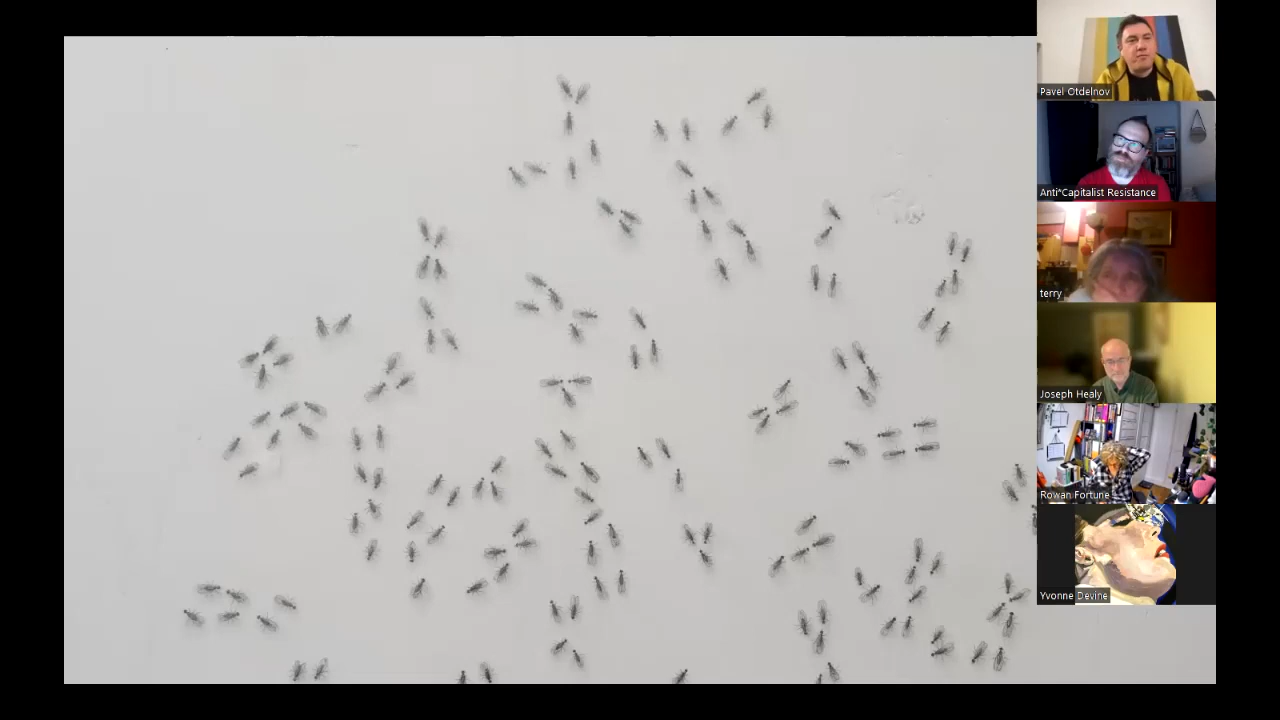 Pavel Otdelnov
Anti*Capitalist Resistance
terry
Joseph Healy
Rowan Fortune
Yvonne Devine